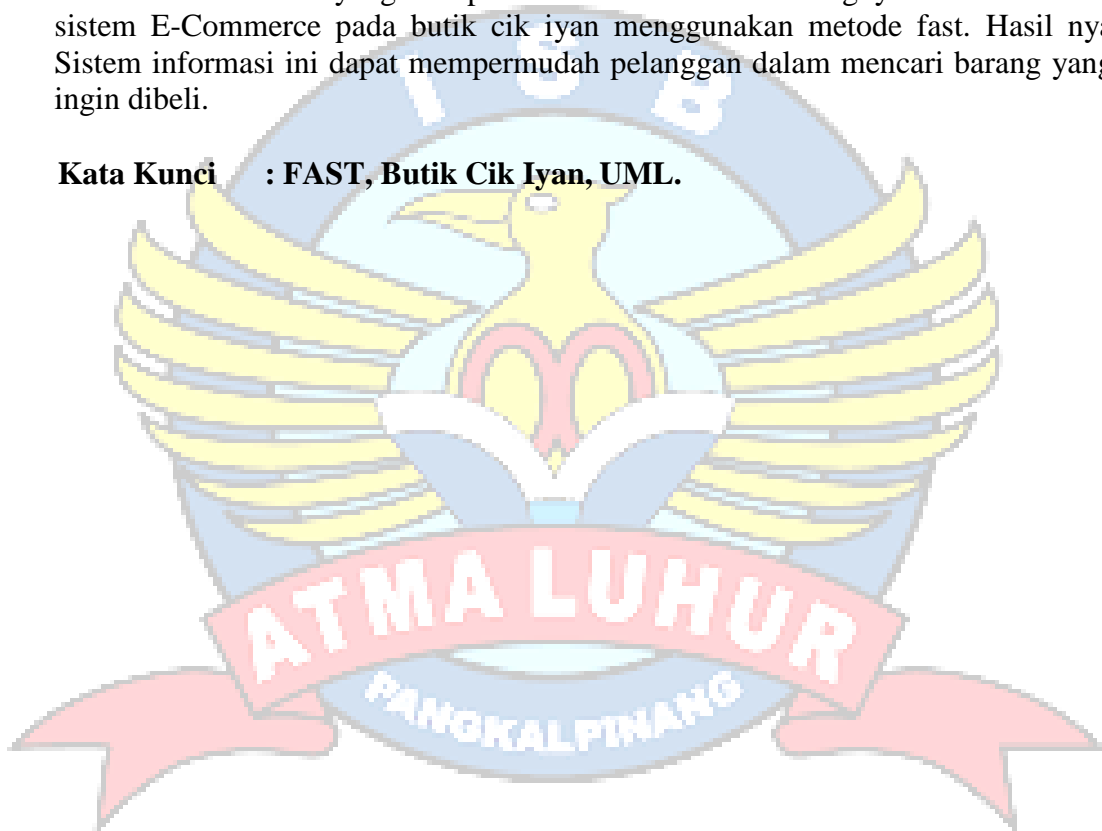 sistem E-Commerce pada butik cik iyan menggunakan metode fast. Hasil nya
Sistem informasi ini dapat mempermudah pelanggan dalam mencari barang yang
ingin dibeli.
Kata Kunci : FAST, Butik Cik Iyan, UML.
I S B
ATMA LUHUR
PANGKALPINANG